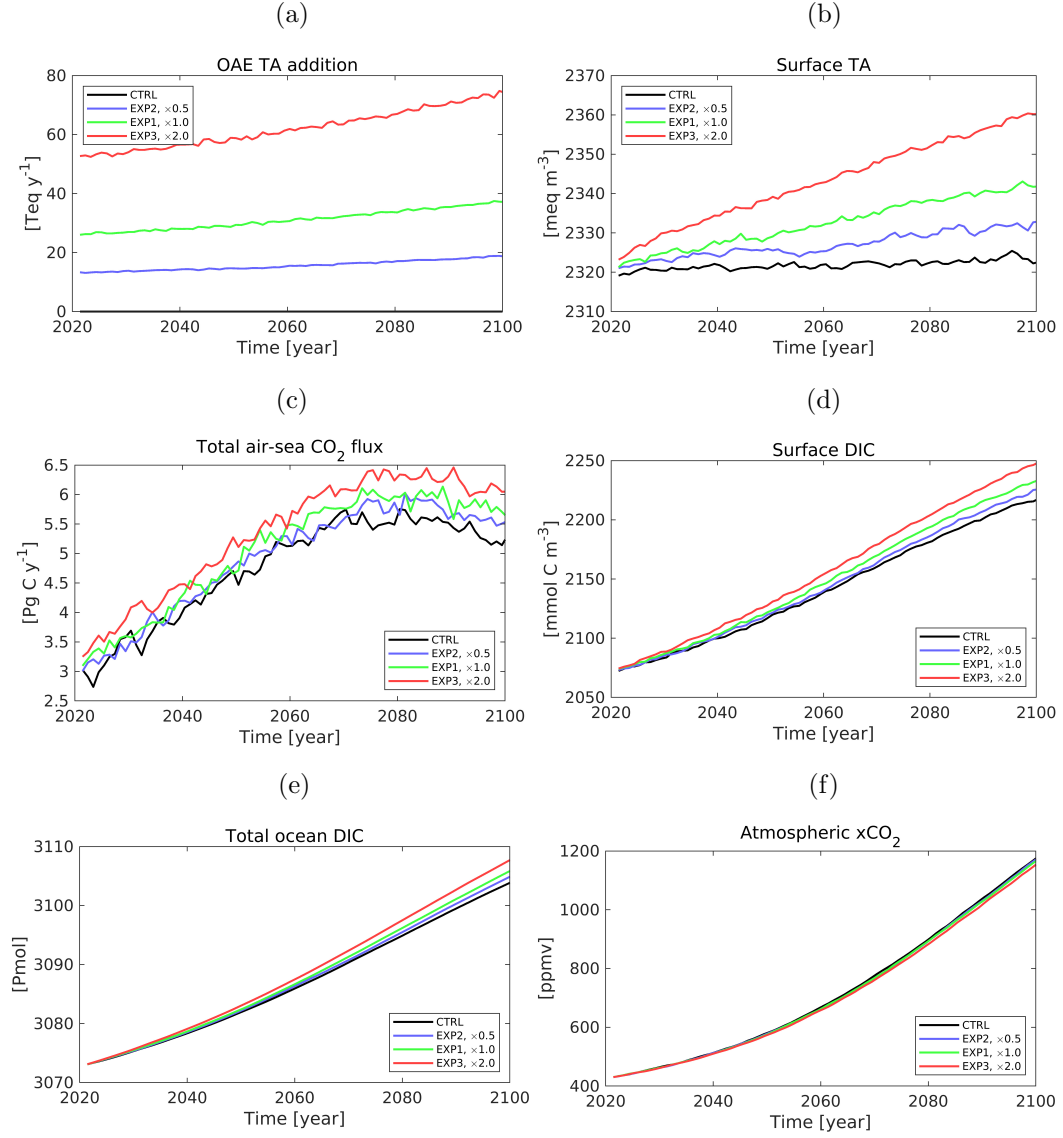 (a)
OAE TA addition
[Teq y-1]
80
60
40
20
0
CTRL
EXP2, ×0.5
EXP1, ×1.0
EXP3, ×2.0
2020 2040 2060 2080 2100
Time [year]
(b)
Surface TA
[meq m-3]
2370
2360
2350
2340
2330
2320
2310
CTRL
EXP2, ×0.5
EXP1, ×1.0
EXP3, ×2.0
2020 2040 2060 2080 2100
Time [year]
(c)
Total air-sea CO2 flux
[Pg C y-1]
6.5
6
5.5
5
4.5
4
3.5
3
2.5
CTRL
EXP2, ×0.5
EXP1, ×1.0
EXP3, ×2.0
2020 2040 2060 2080 2100
Time [year]
(d)
Surface DIC
[mmol C m-3]
2250
2200
2150
2100
2050
CTRL
EXP2, ×0.5
EXP1, ×1.0
EXP3, ×2.0
2020 2040 2060 2080 2100
Time [year]
(e)
Total ocean DIC
[Pmol]
3110
3100
3090
3080
3070
CTRL
EXP2, ×0.5
EXP1, ×1.0
EXP3, ×2.0
2020 2040 2060 2080 2100
Time [year]
(f)
Atmospheric xCO2
[ppmv]
1200
1000
800
600
400
CTRL
EXP2, ×0.5
EXP1, ×1.0
EXP3, ×2.0
2020 2040 2060 2080 2100
Time [year]